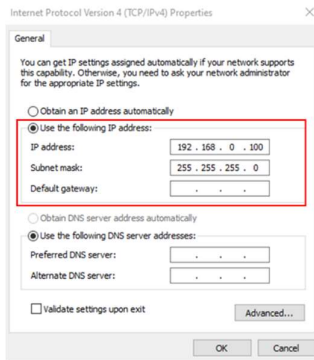 Internet Protocol Version 4 (TCP/IPv4) Properties
General
You can get IP settings assigned automatically if your network supports
this capability. Otherwise, you need to ask your network administrator
for the appropriate IP settings.
Obtain an IP address automatically
Use the following IP address:
IP address: 192 . 168 . 0 . 100
Subnet mask: 255 . 255 . 255 . 0
Default gateway: . . .
Obtain DNS server address automatically
Use the following DNS server addresses:
Preferred DNS server: . . .
Alternate DNS server: . . .
Validate settings upon exit
Advanced...
OK Cancel